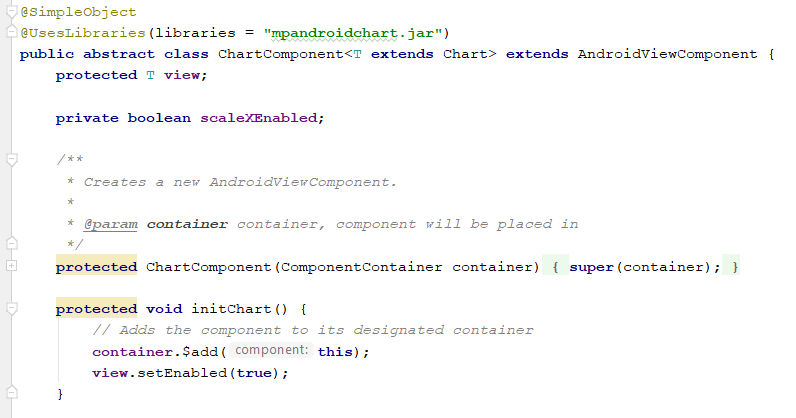 @SimpleObject
@UsesLibraries(libraries = "mpandroidchart.jar")
public abstract class ChartComponent<T extends Chart> extends AndroidViewComponent {
    protected T view;

    private boolean scaleXEnabled;

    /**
     * Creates a new AndroidViewComponent.
     *
     * @param container container, component will be placed in
     */
    protected ChartComponent(ComponentContainer container) { super(container); }

    protected void initChart() {
        // Adds the component to its designated container
        container.$add( component: this);
        view.setEnabled(true);
    }